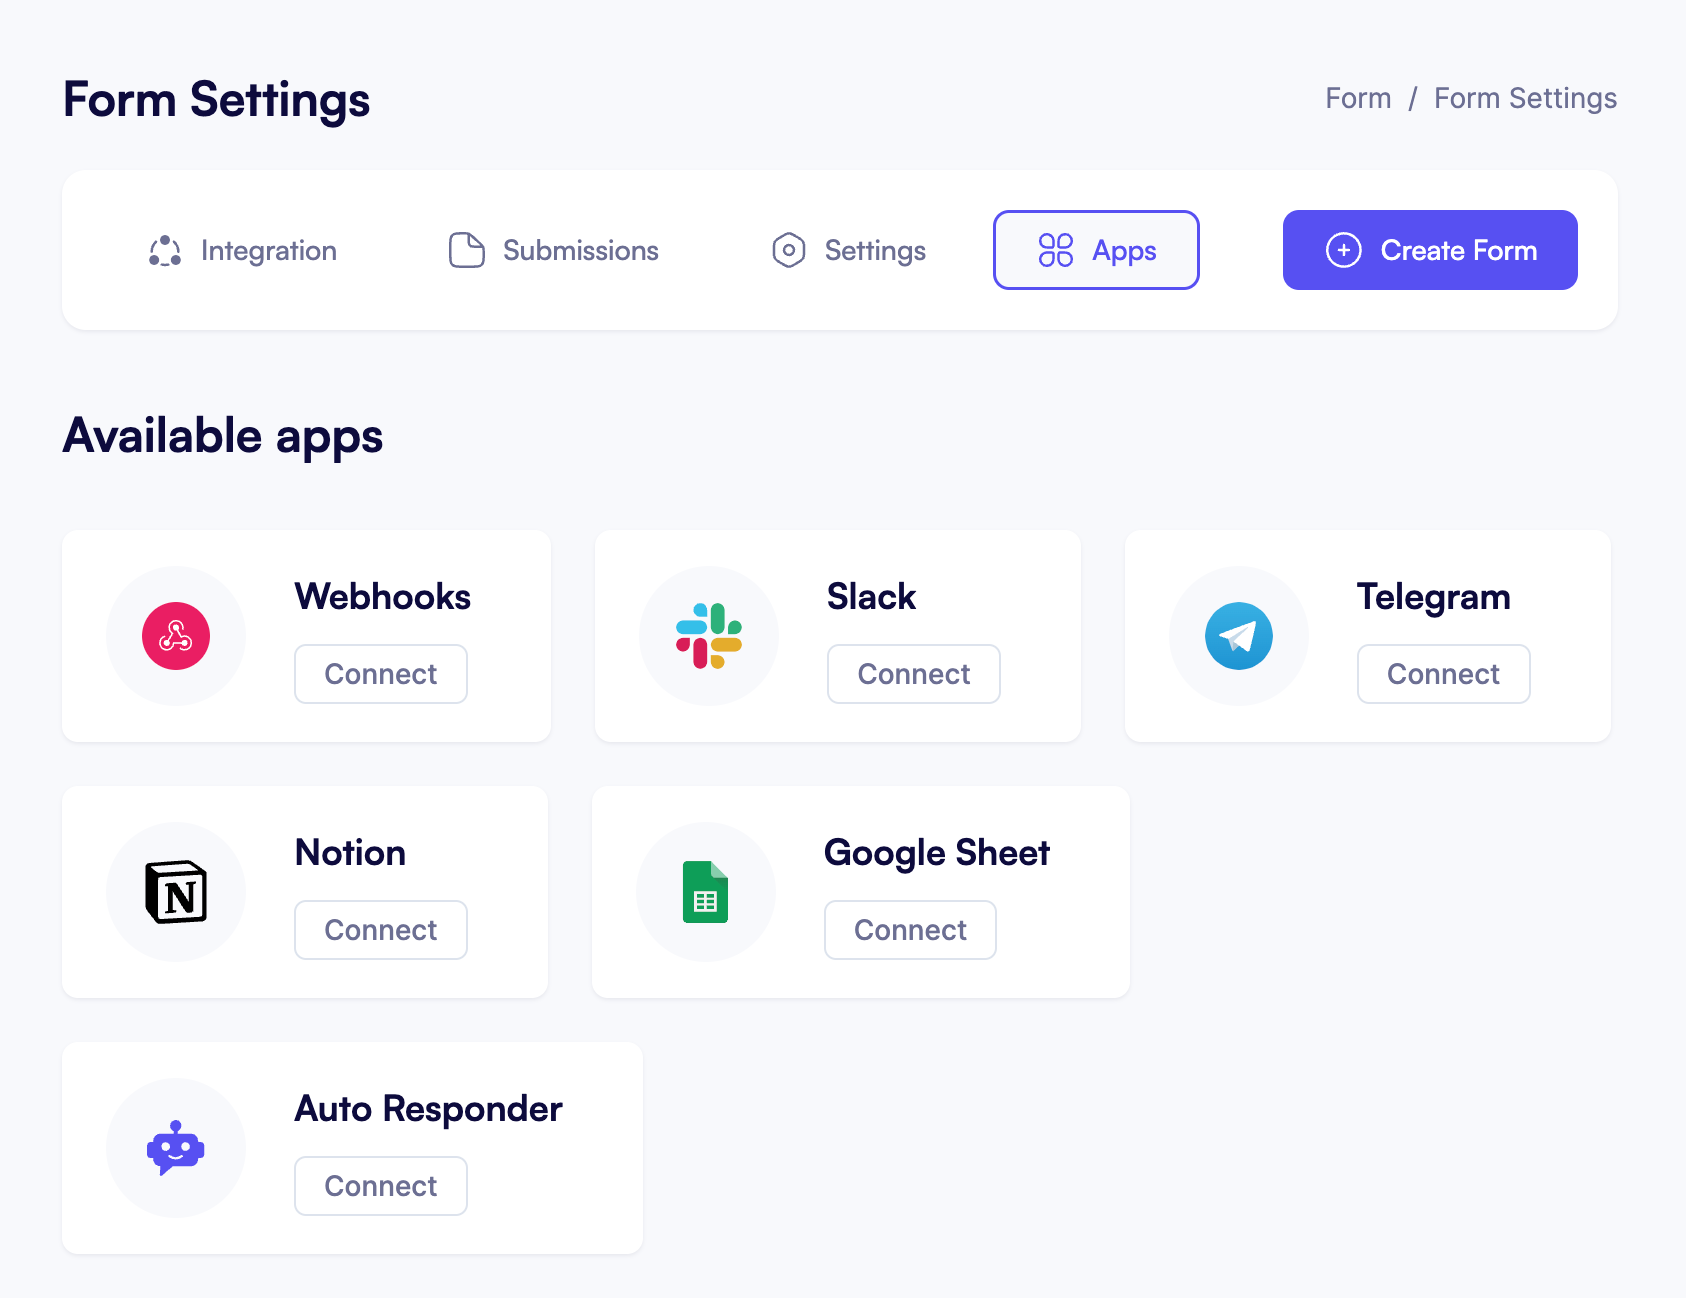 Form Settings
Form / Form Settings
Integration
Submissions
Settings
Apps
Create Form
Available apps
Webhooks
Connect
Slack
Connect
Telegram
Connect
N
Notion
Connect
Google Sheet
Connect
Auto Responder
Connect